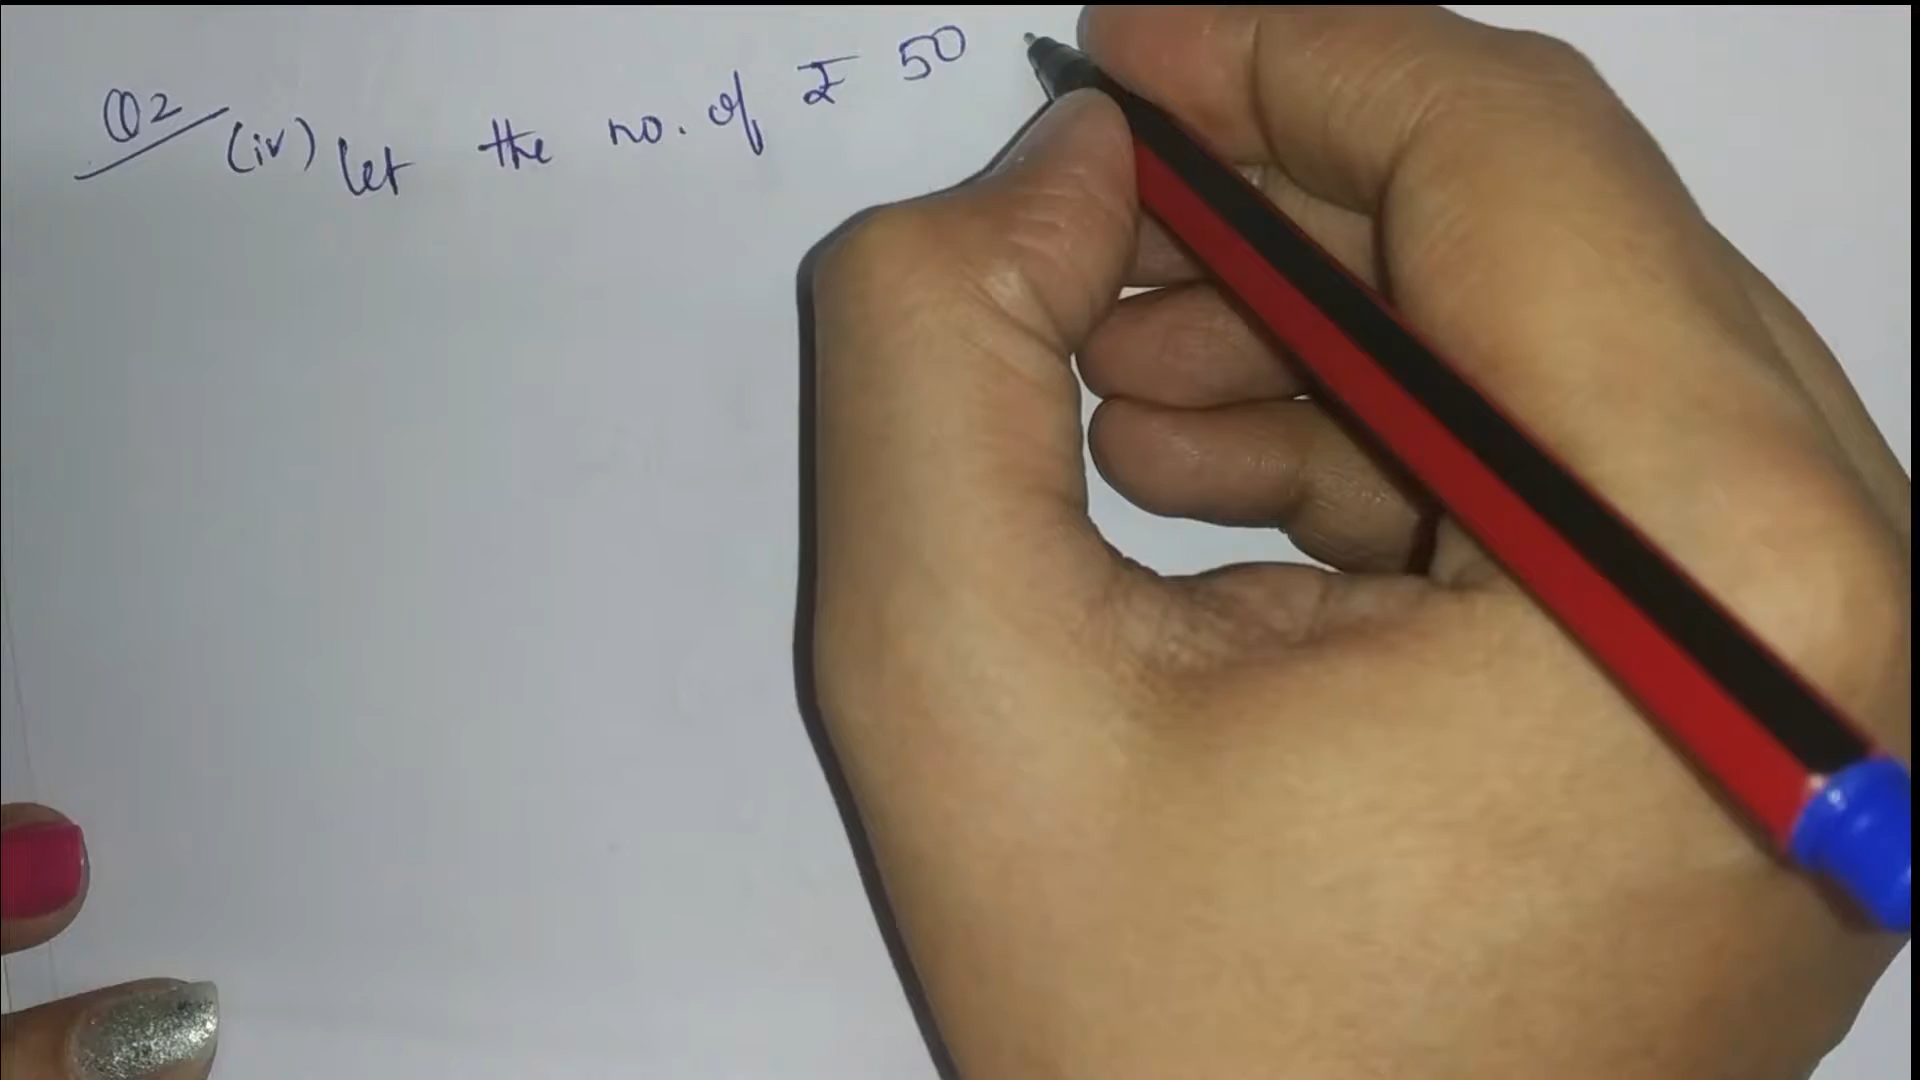 Q2 (iv) let the no. of ₹ 50